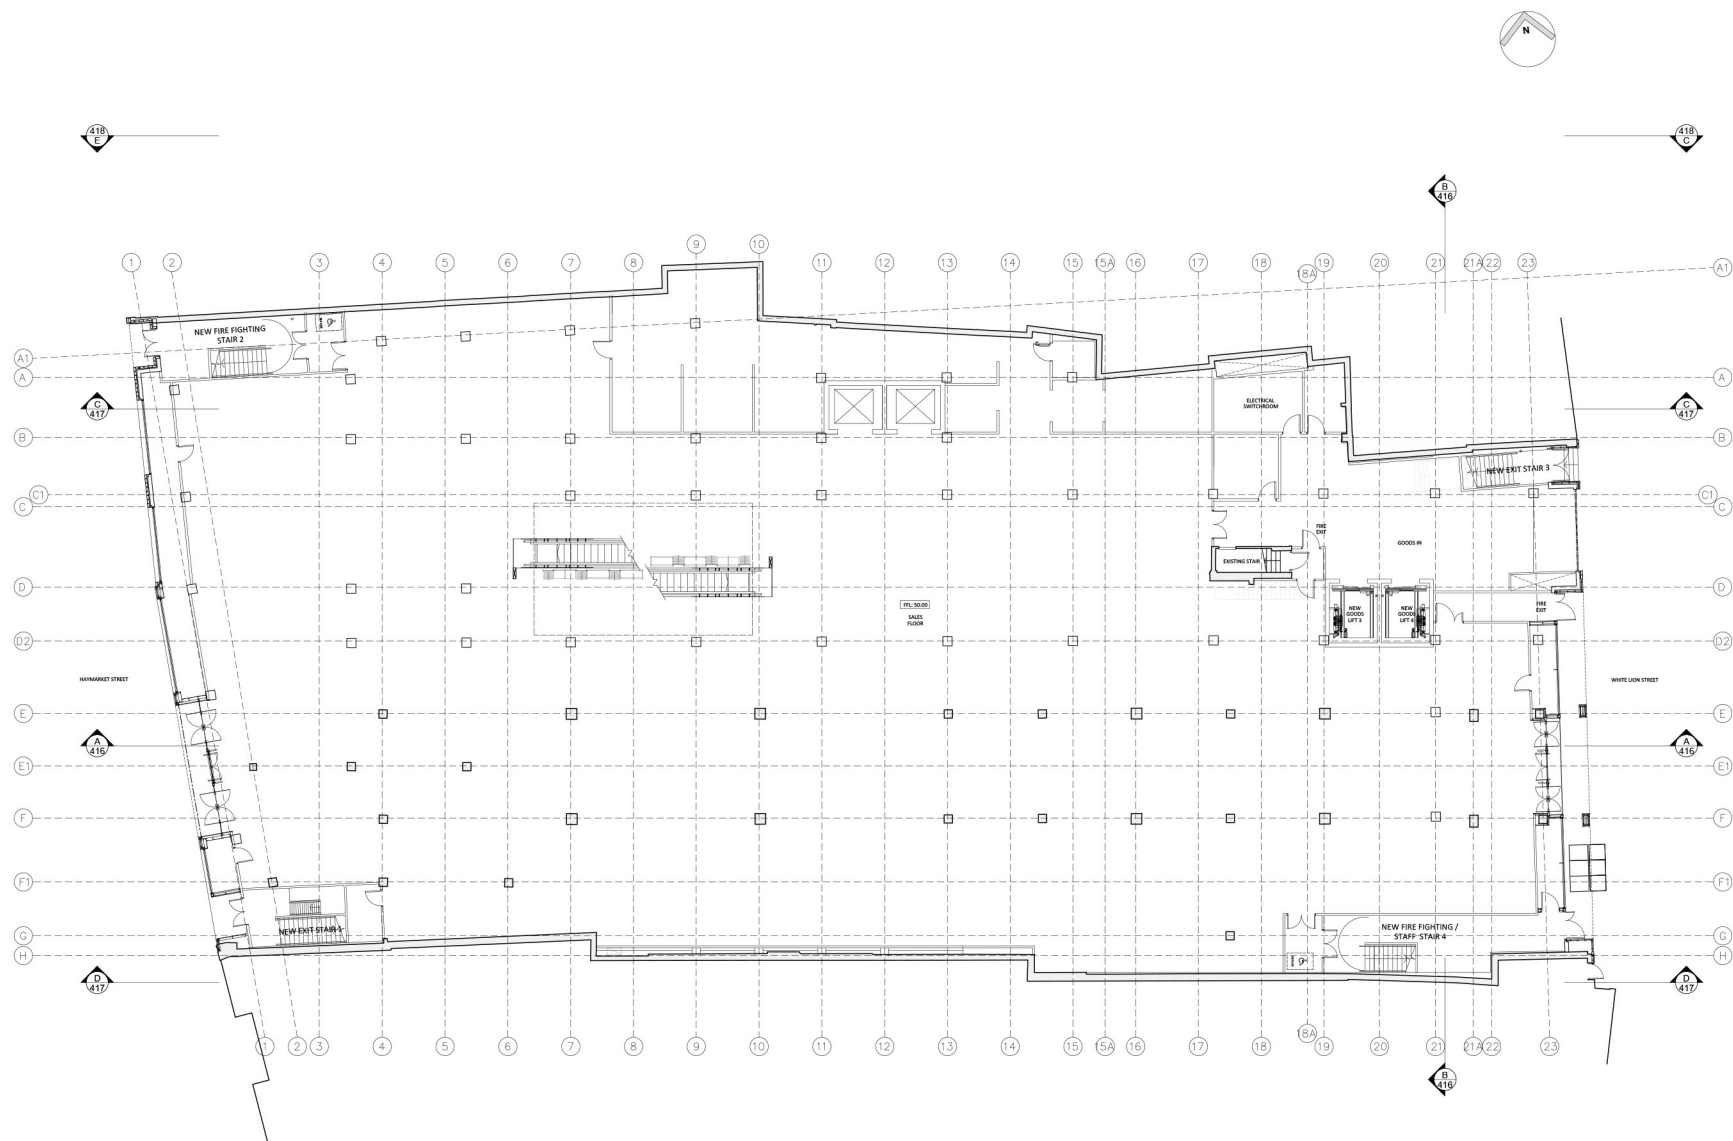 N
418
E
418
C
B
416
9
10
1
2
3
4
5
6
7
8
11
12
13
14
15
15A
16
17
18
18A
19
20
21
21A
22
23
A1
NEW FIRE FIGHTING
STAIR 2
A1
A
A
C
417
C
417
ELECTRICAL
SWITCHROOM
B
B
NEW EXIT STAIR 3
C1
C
C1
C
FIRE
EXIT
GOODS IN
EXISTING STAIR
D
D
FFL: 50.00
SALES
FLOOR
NEW
GOODS
LIFT 3
NEW
GOODS
LIFT 4
FIRE
EXIT
D2
D2
HAYMARKET STREET
WHITE LION STREET
E
E
A
416
A
416
E1
E1
F
F
F1
F1
NEW EXIT STAIR 1
NEW FIRE FIGHTING /
STAFF STAIR 4
G
H
G
H
D
417
D
417
1
2
3
4
5
6
7
8
9
10
11
12
13
14
15
15A
16
17
18
18A
19
20
21
21A
22
23
B
416